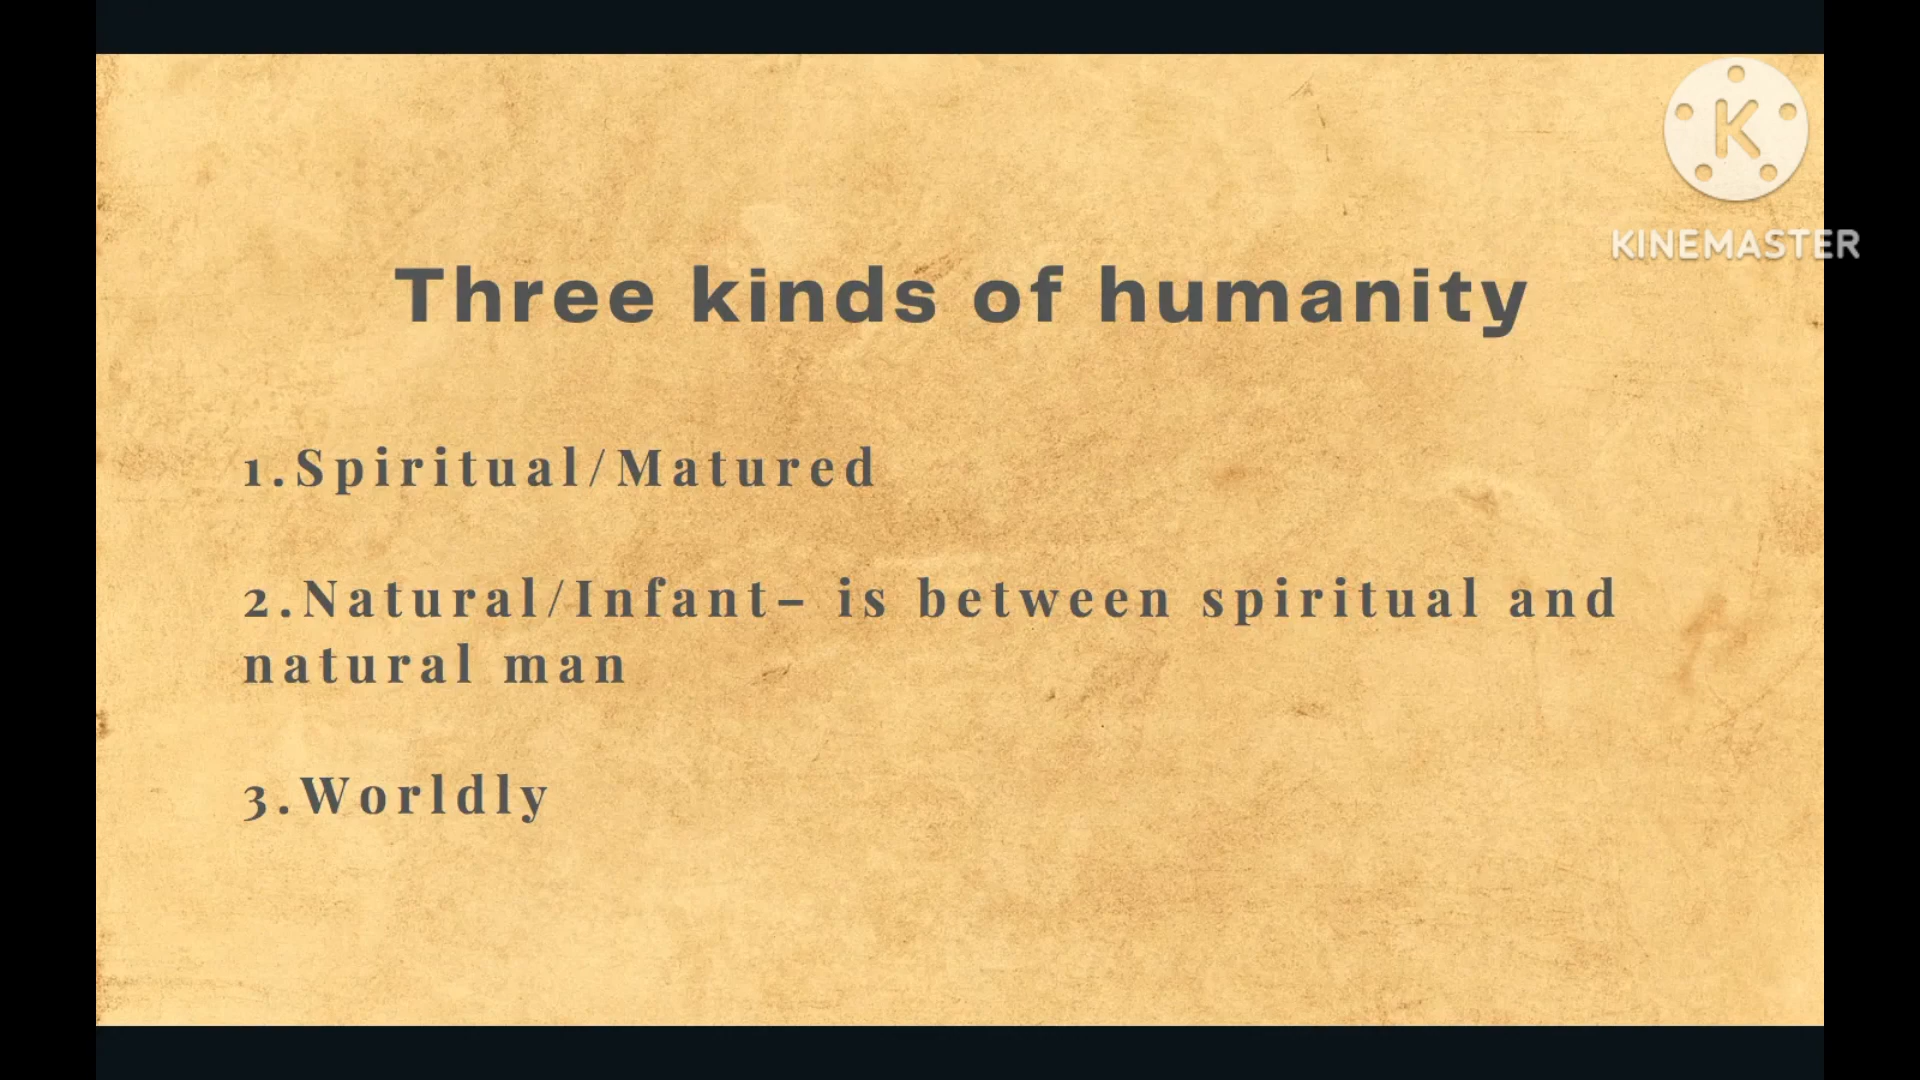 K
KINEMASTER
Three kinds of humanity
1.Spiritual/Matured
2.Natural/Infant– is between spiritual and
natural man
3.Worldly